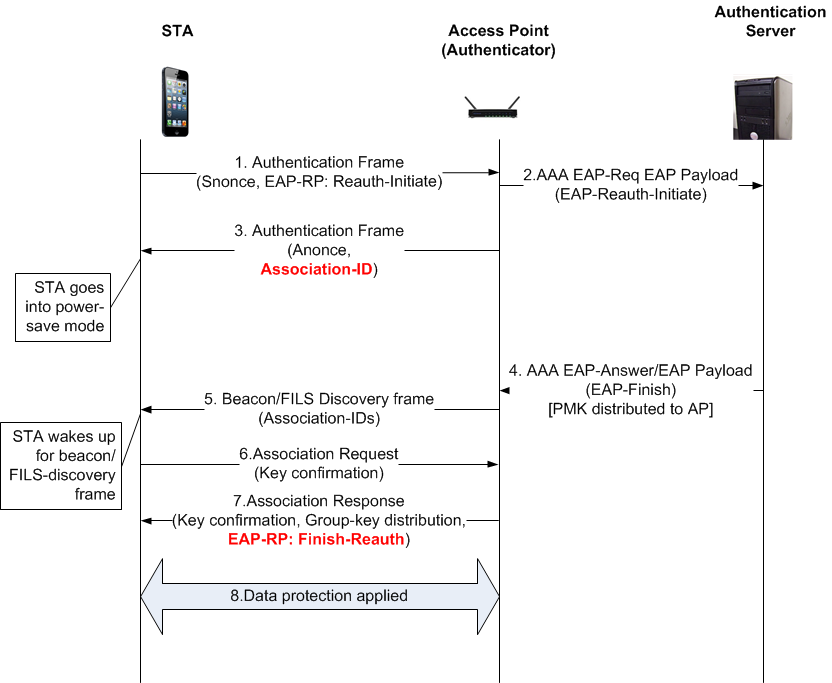 STA
Access Point
(Authenticator)
Authentication
Server
1. Authentication Frame
(Snonce, EAP-RP: Reauth-Initiate)
2.AAA EAP-Req EAP Payload
(EAP-Reauth-Initiate)
3. Authentication Frame
(Anonce,
Association-ID)
STA goes
into power-
save mode
4. AAA EAP-Answer/EAP Payload
(EAP-Finish)
[PMK distributed to AP]
5. Beacon/FILS Discovery frame
(Association-IDs)
STA wakes up
for beacon/
FILS-discovery
frame
6.Association Request
(Key confirmation)
7.Association Response
(Key confirmation, Group-key distribution,
EAP-RP: Finish-Reauth)
8.Data protection applied